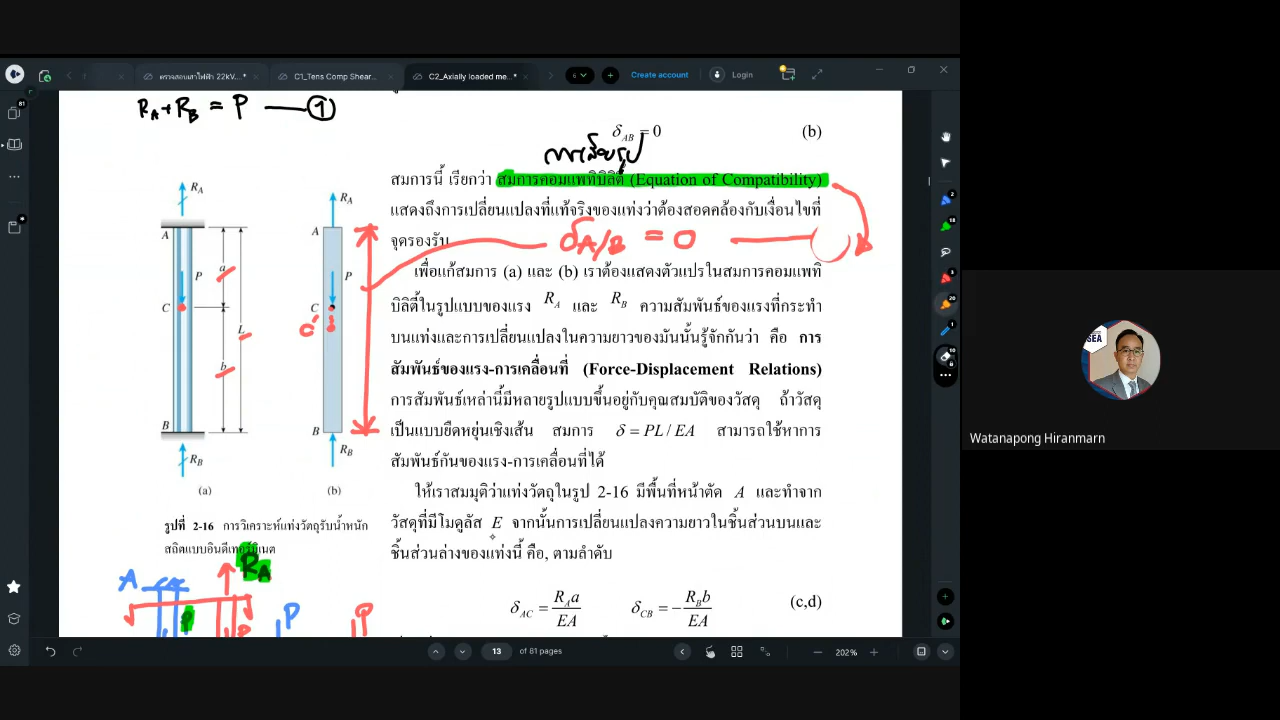 ตรวจสอบเสาไฟฟ้า 22kV...*
C1_Tens Comp Shear...
C2_Axially loaded me...*
6
Create account
Login
81
R_A + R_B = P —— ①
δ_AB = 0 (b)
การเสียรูป
สมการนี้ เรียกว่า สมการคอมแพทิบิลิตี (Equation of Compatibility)
แสดงถึงการเปลี่ยนแปลงที่แท้จริงของแท่งว่าต้องสอดคล้องกับเงื่อนไขที่
จุดรองรับ
δA/B = 0
เพื่อแก้สมการ (a) และ (b) เราต้องแสดงตัวแปรในสมการคอมแพทิ
บิลิตี้ในรูปแบบของแรง R_A และ R_B ความสัมพันธ์ของแรงที่กระทำ
บนแท่งและการเปลี่ยนแปลงในความยาวของมันนั้นรู้จักกันว่า คือ การ
สัมพันธ์ของแรง-การเคลื่อนที่ (Force-Displacement Relations)
การสัมพันธ์เหล่านี้มีหลายรูปแบบขึ้นอยู่กับคุณสมบัติของวัสดุ ถ้าวัสดุ
เป็นแบบยืดหยุ่นเชิงเส้น สมการ δ = PL / EA สามารถใช้หาการ
สัมพันธ์กันของแรง-การเคลื่อนที่ได้
ให้เราสมมุติว่าแท่งวัตถุในรูป 2-16 มีพื้นที่หน้าตัด A และทำจาก
วัสดุที่มีโมดูลัส E จากนั้นการเปลี่ยนแปลงความยาวในชิ้นส่วนบนและ
ชิ้นส่วนล่างของแท่งนี้ คือ, ตามลำดับ
δ_AC = R_A a / EA δ_CB = − R_B b / EA (c,d)
R_A
A
a
P
C
L
b
B
R_B
(a)
R_A
A
P
C
C'
B
R_B
(b)
รูปที่ 2-16 การวิเคราะห์แท่งวัตถุรับน้ำหนัก
สถิตแบบอินดีเทอร์มิเนต
R_A
A
P
P
P
13 of 81 pages
202%
SEA
Watanapong Hiranmarn